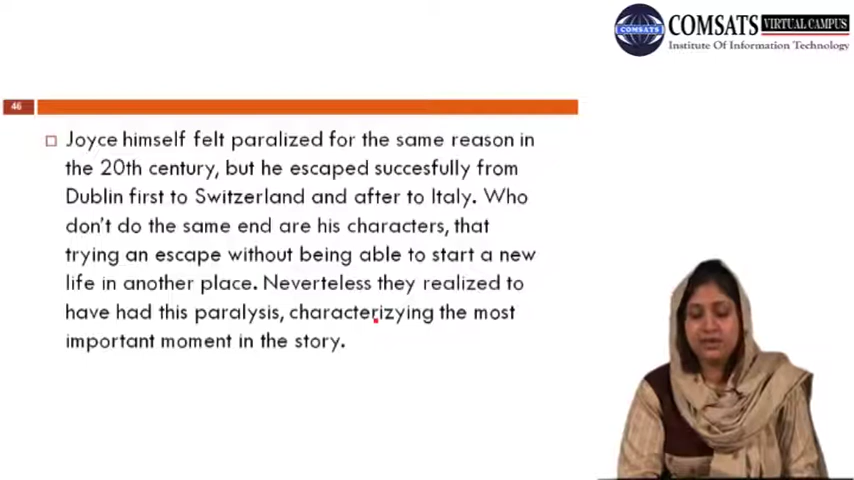 COMSATS VIRTUAL CAMPUS
COMSATS
Institute Of Information Technology
46
Joyce himself felt paralized for the same reason in
the 20th century, but he escaped succesfully from
Dublin first to Switzerland and after to Italy. Who
don't do the same end are his characters, that
trying an escape without being able to start a new
life in another place. Neverteless they realized to
have had this paralysis, characterizying the most
important moment in the story.